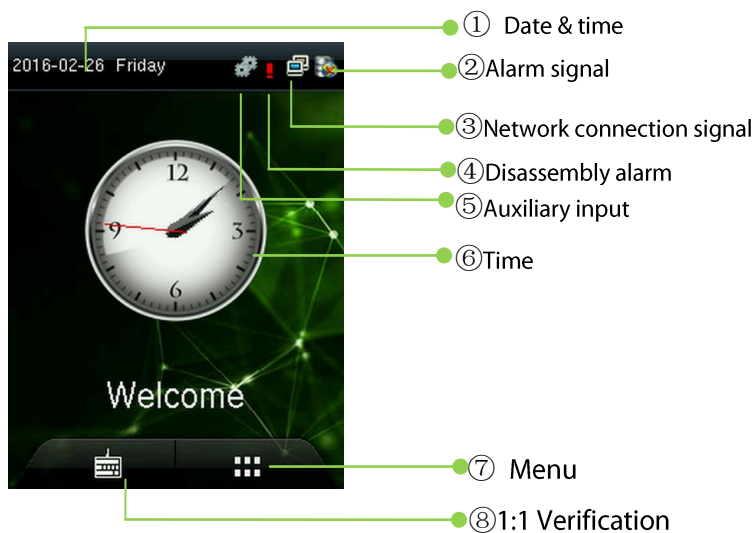 ① Date & time
2016-02-26 Friday
②Alarm signal
③Network connection signal
④Disassembly alarm
⑤Auxiliary input
⑥Time
12
9
3
6
Welcome
⑦ Menu
⑧1:1 Verification